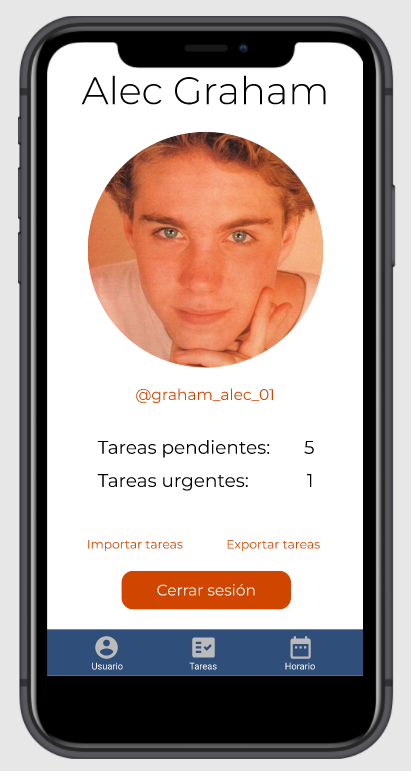 Alec Graham
@graham_alec_01
Tareas pendientes: 5
Tareas urgentes: 1
Importar tareas Exportar tareas
Cerrar sesión
Usuario Tareas Horario